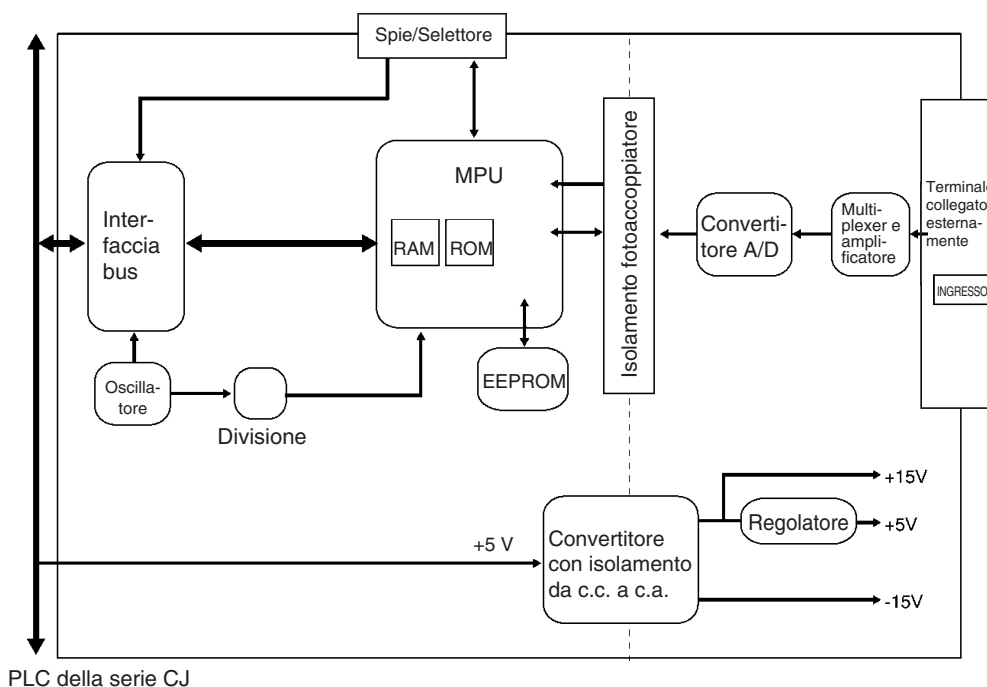 Spie/Selettore
Inter-
faccia
bus
MPU
RAM
ROM
EEPROM
Oscilla-
tore
Divisione
Isolamento fotoaccoppiatore
Converti-
tore A/D
Multi-
plexer e
ampli-
ficatore
Terminale
collegato
esterna-
mente
INGRESSO
+5 V
Convertitore
con isolamento
da c.c. a c.a.
Regolatore
+15V
+5V
-15V
PLC della serie CJ